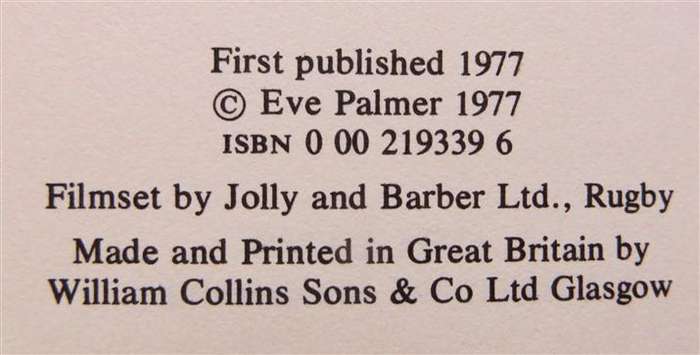 First published 1977
© Eve Palmer 1977
ISBN 0 00 219339 6
Filmset by Jolly and Barber Ltd., Rugby
Made and Printed in Great Britain by
William Collins Sons & Co Ltd Glasgow